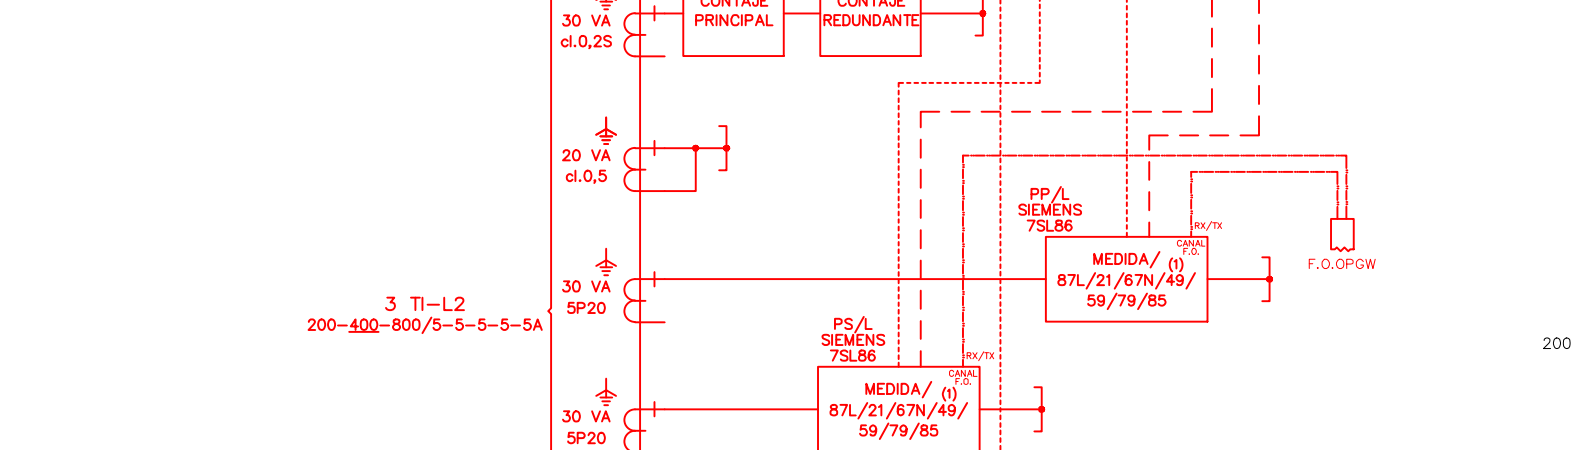 CONTAJE
PRINCIPAL
CONTAJE
REDUNDANTE
30 VA
cl.0,2S
20 VA
cl.0,5
PP/L
SIEMENS
7SL86
RX/TX
CANAL
F.O.
MEDIDA/ (1)
87L/21/67N/49/
59/79/85
F.O.OPGW
30 VA
5P20
3 TI-L2
200-400-800/5-5-5-5-5A
PS/L
SIEMENS
7SL86
RX/TX
CANAL
F.O.
MEDIDA/ (1)
87L/21/67N/49/
59/79/85
200
30 VA
5P20